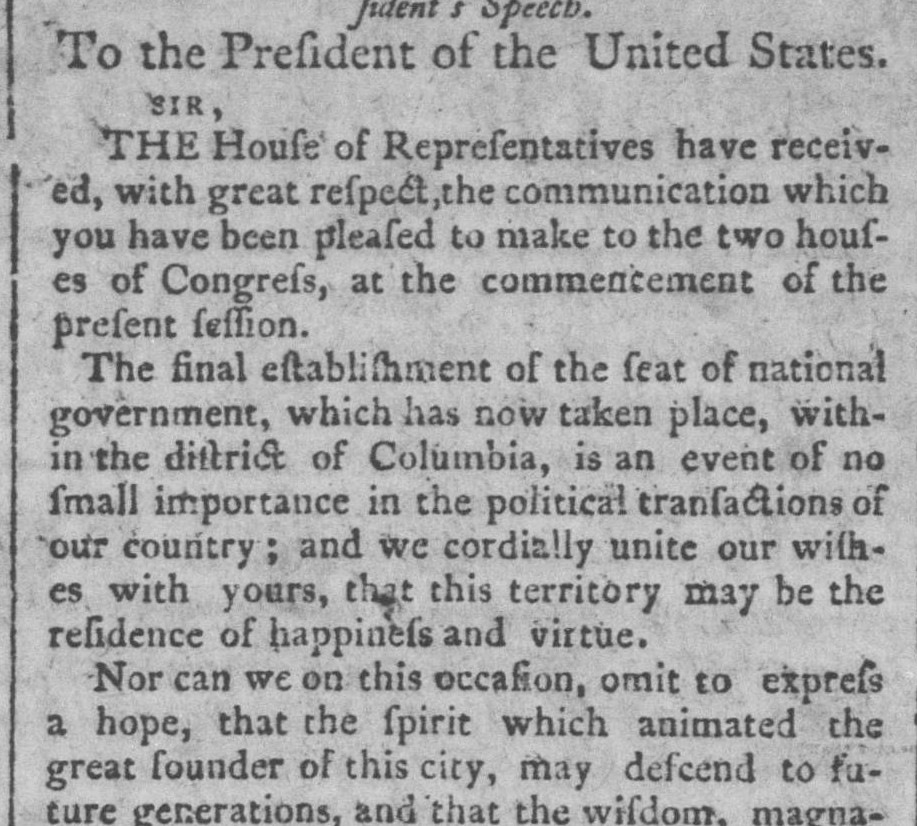 ſident's Speech.
To the Preſident of the United States.
SIR,
THE Houſe of Repreſentatives have receiv-
ed, with great reſpect, the communication which
you have been pleaſed to make to the two houſ-
es of Congreſs, at the commencement of the
preſent ſeſſion.
The final eſtabliſhment of the ſeat of national
government, which has now taken place, with-
in the diſtrict of Columbia, is an event of no
ſmall importance in the political tranſactions of
our country; and we cordially unite our wiſh-
es with yours, that this territory may be the
reſidence of happineſs and virtue.
Nor can we on this occaſion, omit to expreſs
a hope, that the ſpirit which animated the
great founder of this city, may deſcend to fu-
ture generations, and that the wiſdom, magna-